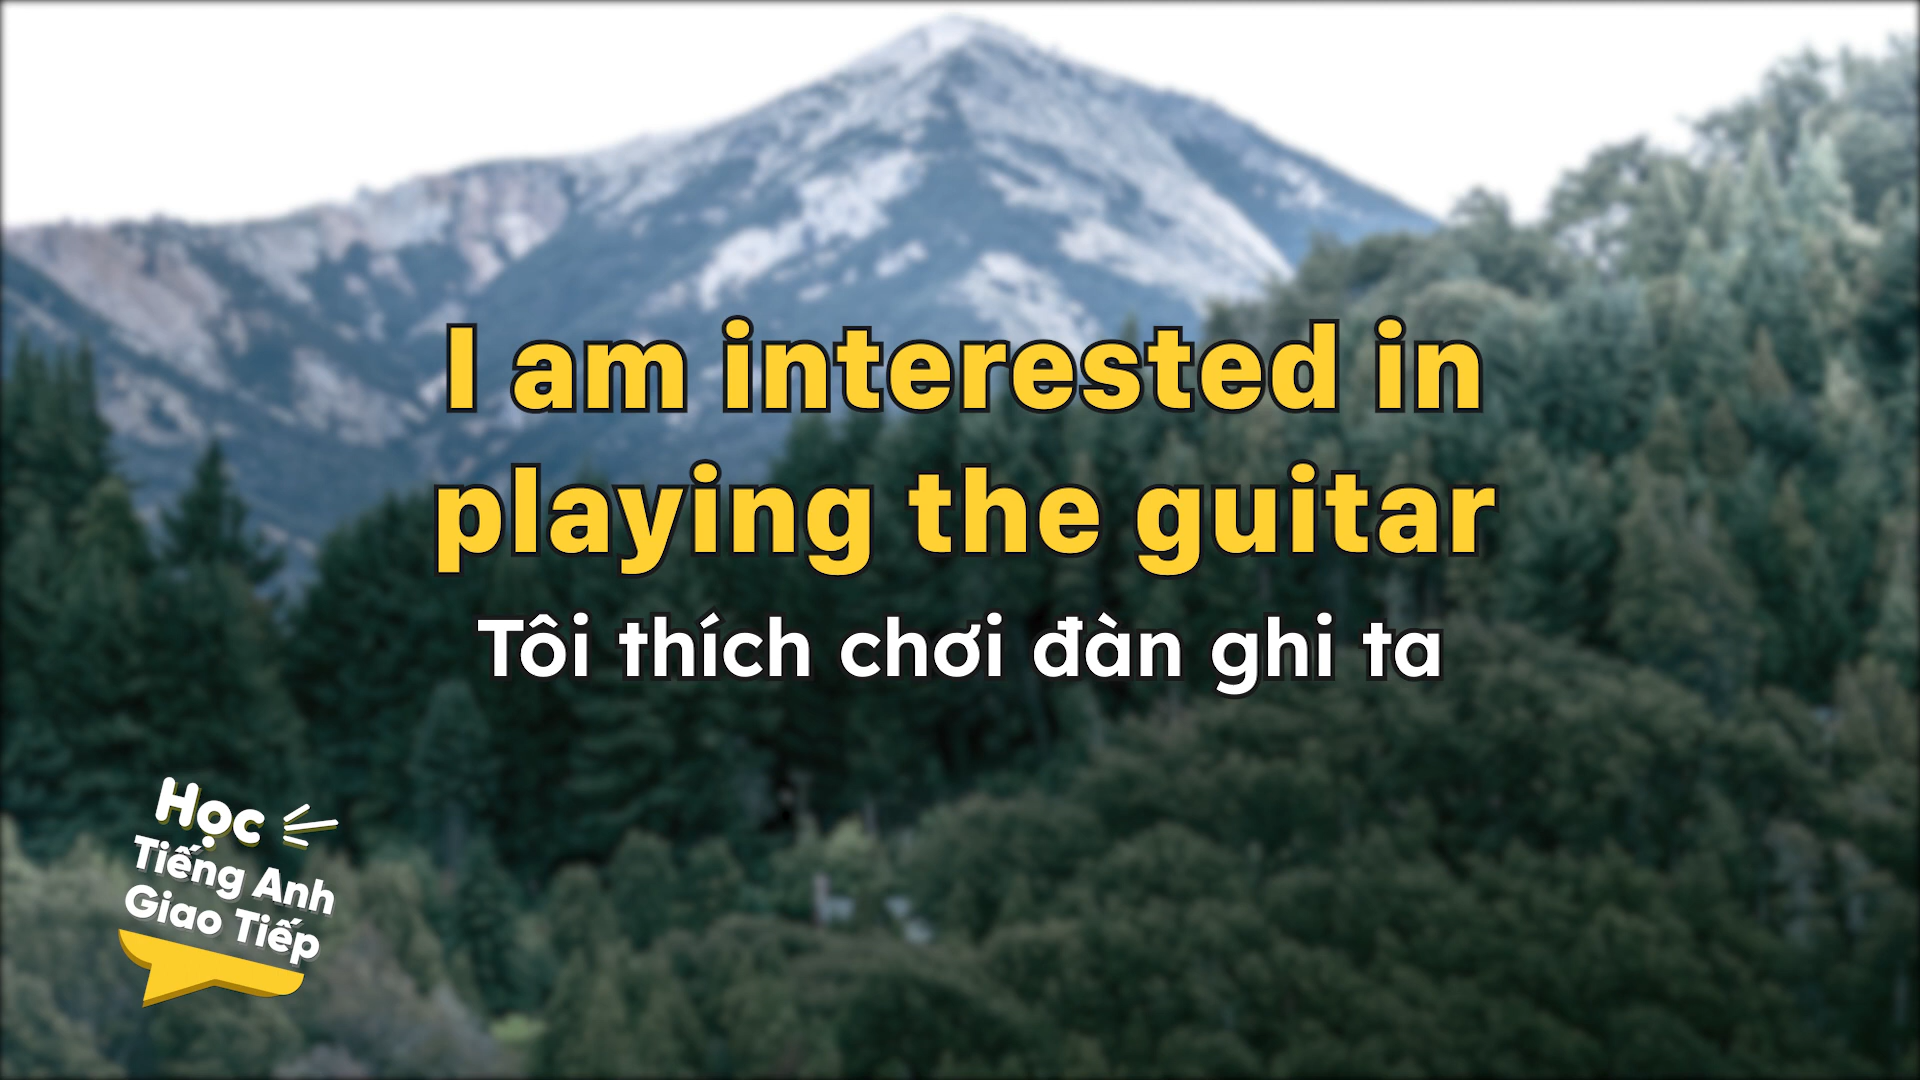 I am interested in
playing the guitar
Tôi thích chơi đàn ghi ta
Học
Tiếng Anh
Giao Tiếp